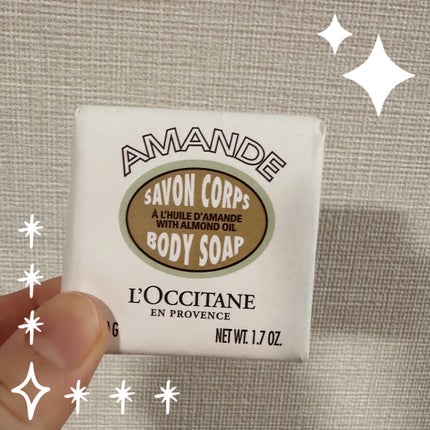 AMANDE
SAVON CORPS
À L'HUILE D'AMANDE
WITH ALMOND OIL
BODY SOAP
L'OCCITANE
EN PROVENCE
G NET WT. 1.7 OZ.